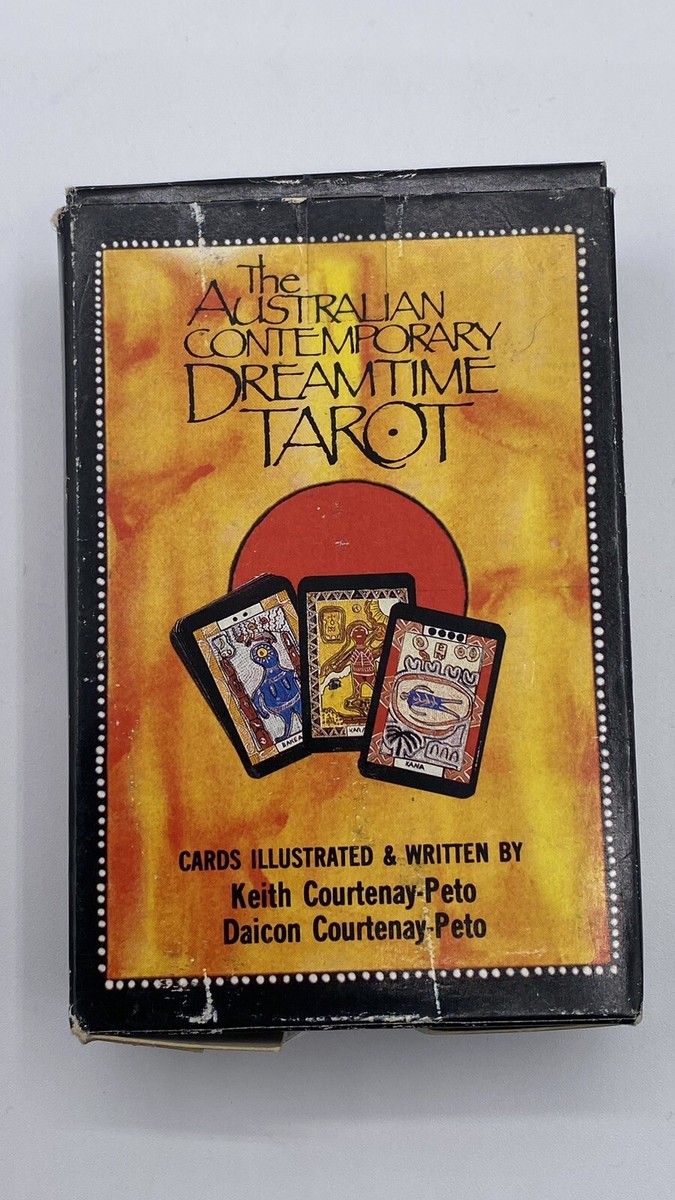 The
AUSTRALIAN
CONTEMPORARY
DREAMTIME
TAROT
KANA
CARDS ILLUSTRATED & WRITTEN BY
Keith Courtenay-Peto
Daicon Courtenay-Peto